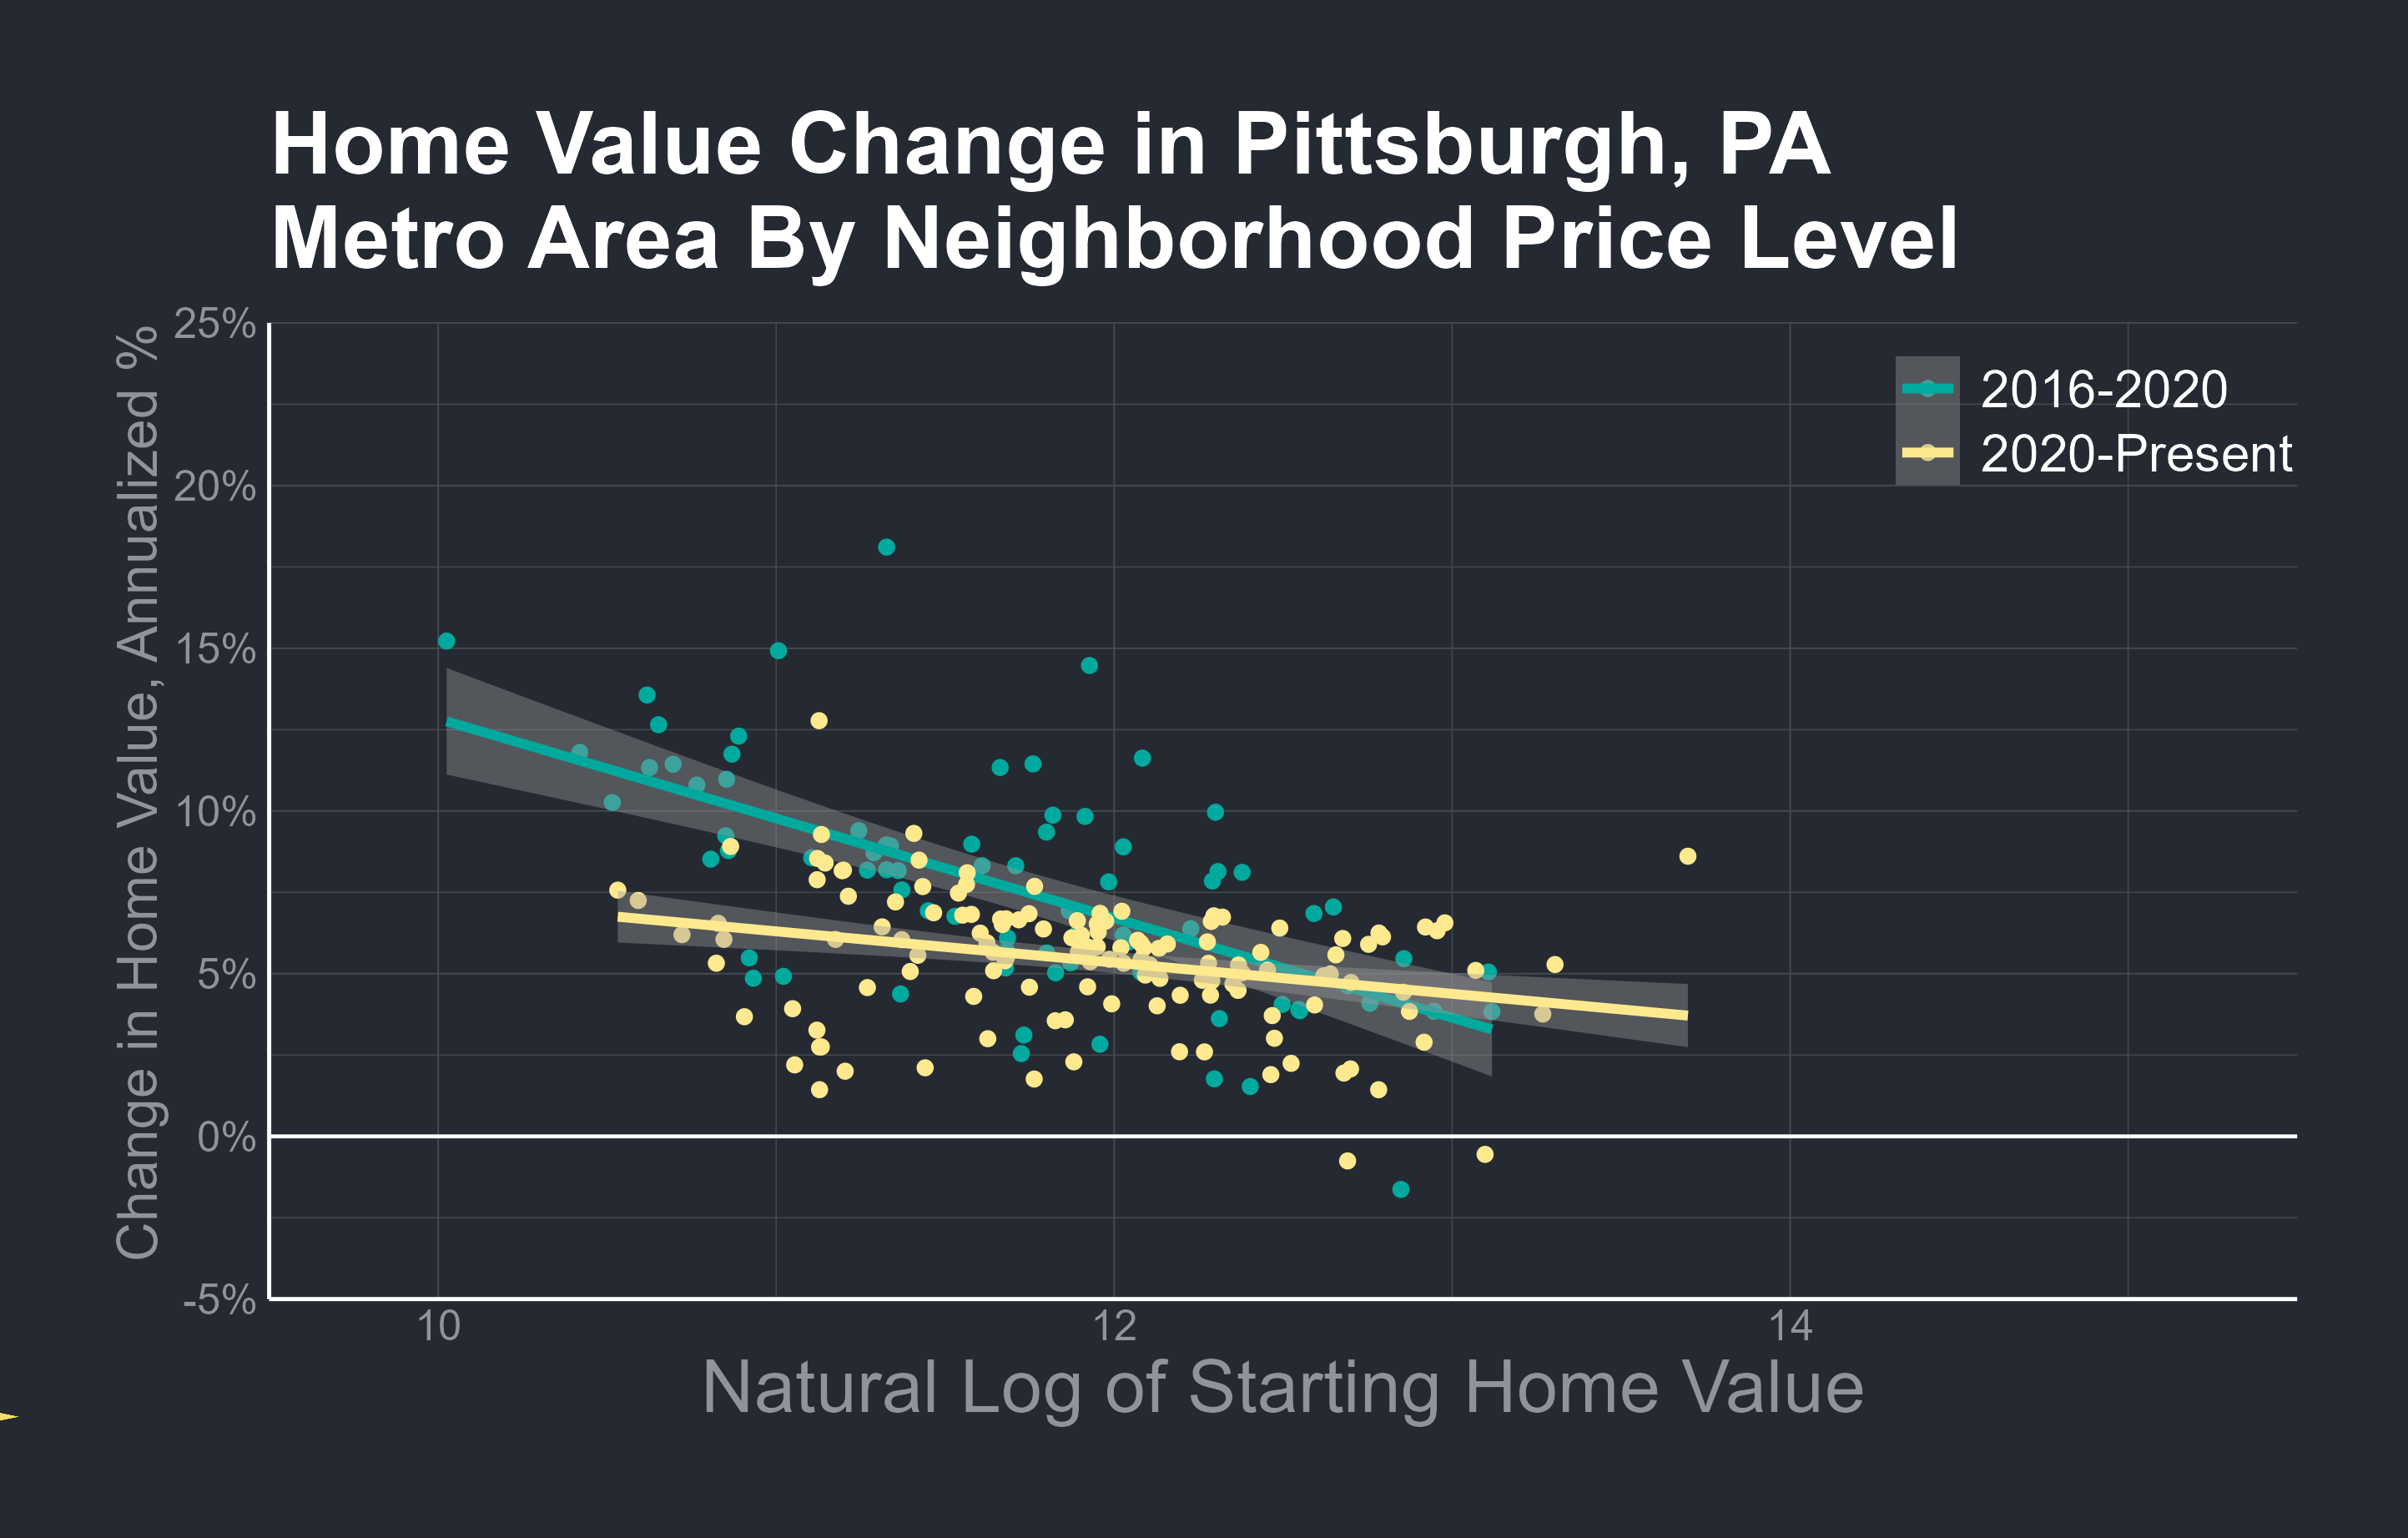 Home Value Change in Pittsburgh, PA
Metro Area By Neighborhood Price Level
Change in Home Value, Annualized %
25%
20%
15%
10%
5%
0%
-5%
2016-2020
2020-Present
10
12
14
Natural Log of Starting Home Value